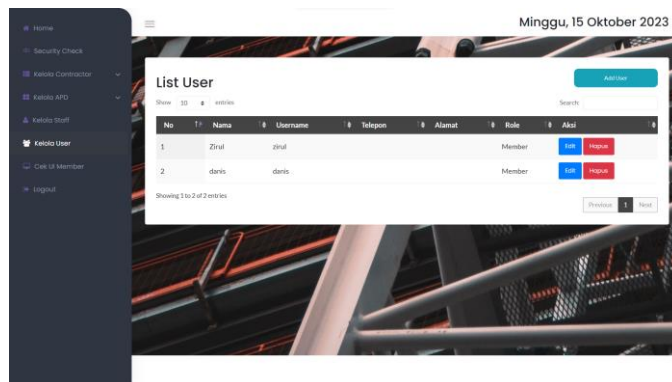 Minggu, 15 Oktober 2023
Home
Security Check
Kelola Contractor
Kelola APD
Kelola Staff
Kelola User
Cek UI Member
Logout
List User
Add User
Show 10 entries
Search:
No Nama Username Telepon Alamat Role Aksi
1 Zirul zirul Member Edit Hapus
2 danis danis Member Edit Hapus
Showing 1 to 2 of 2 entries
Previous 1 Next